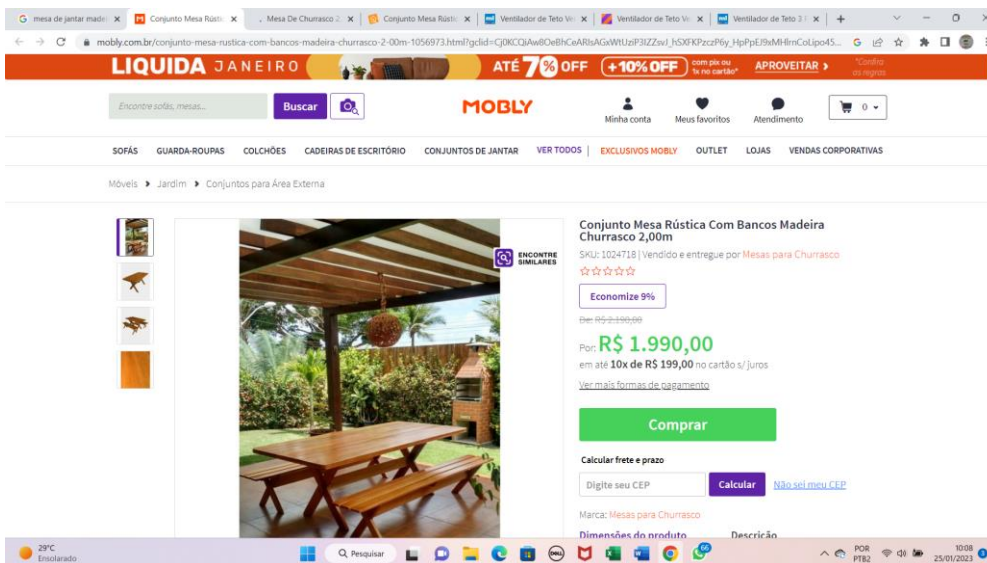 mesa de jantar made
Conjunto Mesa Rústi
Mesa De Churrasco 2
Conjunto Mesa Rústic
Ventilador de Teto Ve
Ventilador de Teto Ve
Ventilador de Teto 3 P
LIQUIDA JANEIRO
ATÉ 70% OFF
+10% OFF
com pix ou
1x no cartão*
APROVEITAR >
*Confira
as regras
Encontre sofás, mesas...
Buscar
MOBLY
Minha conta
Meus favoritos
Atendimento
0
SOFÁS GUARDA-ROUPAS COLCHÕES CADEIRAS DE ESCRITÓRIO CONJUNTOS DE JANTAR VER TODOS | EXCLUSIVOS MOBLY OUTLET LOJAS VENDAS CORPORATIVAS
Móveis > Jardim > Conjuntos para Área Externa
ENCONTRE
SIMILARES
Conjunto Mesa Rústica Com Bancos Madeira
Churrasco 2,00m
SKU: 1024718 | Vendido e entregue por Mesas para Churrasco
Economize 9%
De: R$ 2.190,00
Por: R$ 1.990,00
em até 10x de R$ 199,00 no cartão s/ juros
Ver mais formas de pagamento
Comprar
Calcular frete e prazo
Digite seu CEP
Calcular
Não sei meu CEP
Marca: Mesas para Churrasco
Dimensões do produto
Descrição
29°C
Ensolarado
Pesquisar
DELL
66
POR
PTB2
10:08
25/01/2023